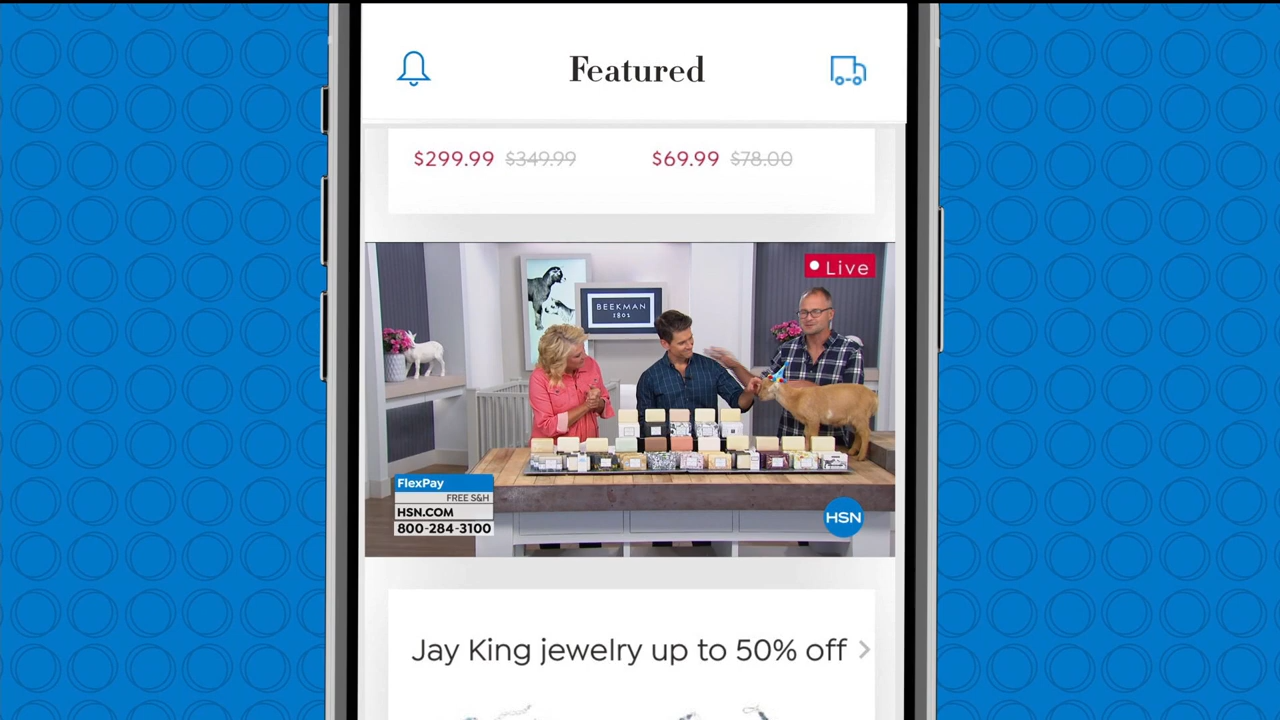 Featured
$299.99 $349.99 $69.99 $78.00
Live
BEEKMAN
1802
FlexPay
FREE S&H
HSN.COM
800-284-3100
HSN
Jay King jewelry up to 50% off